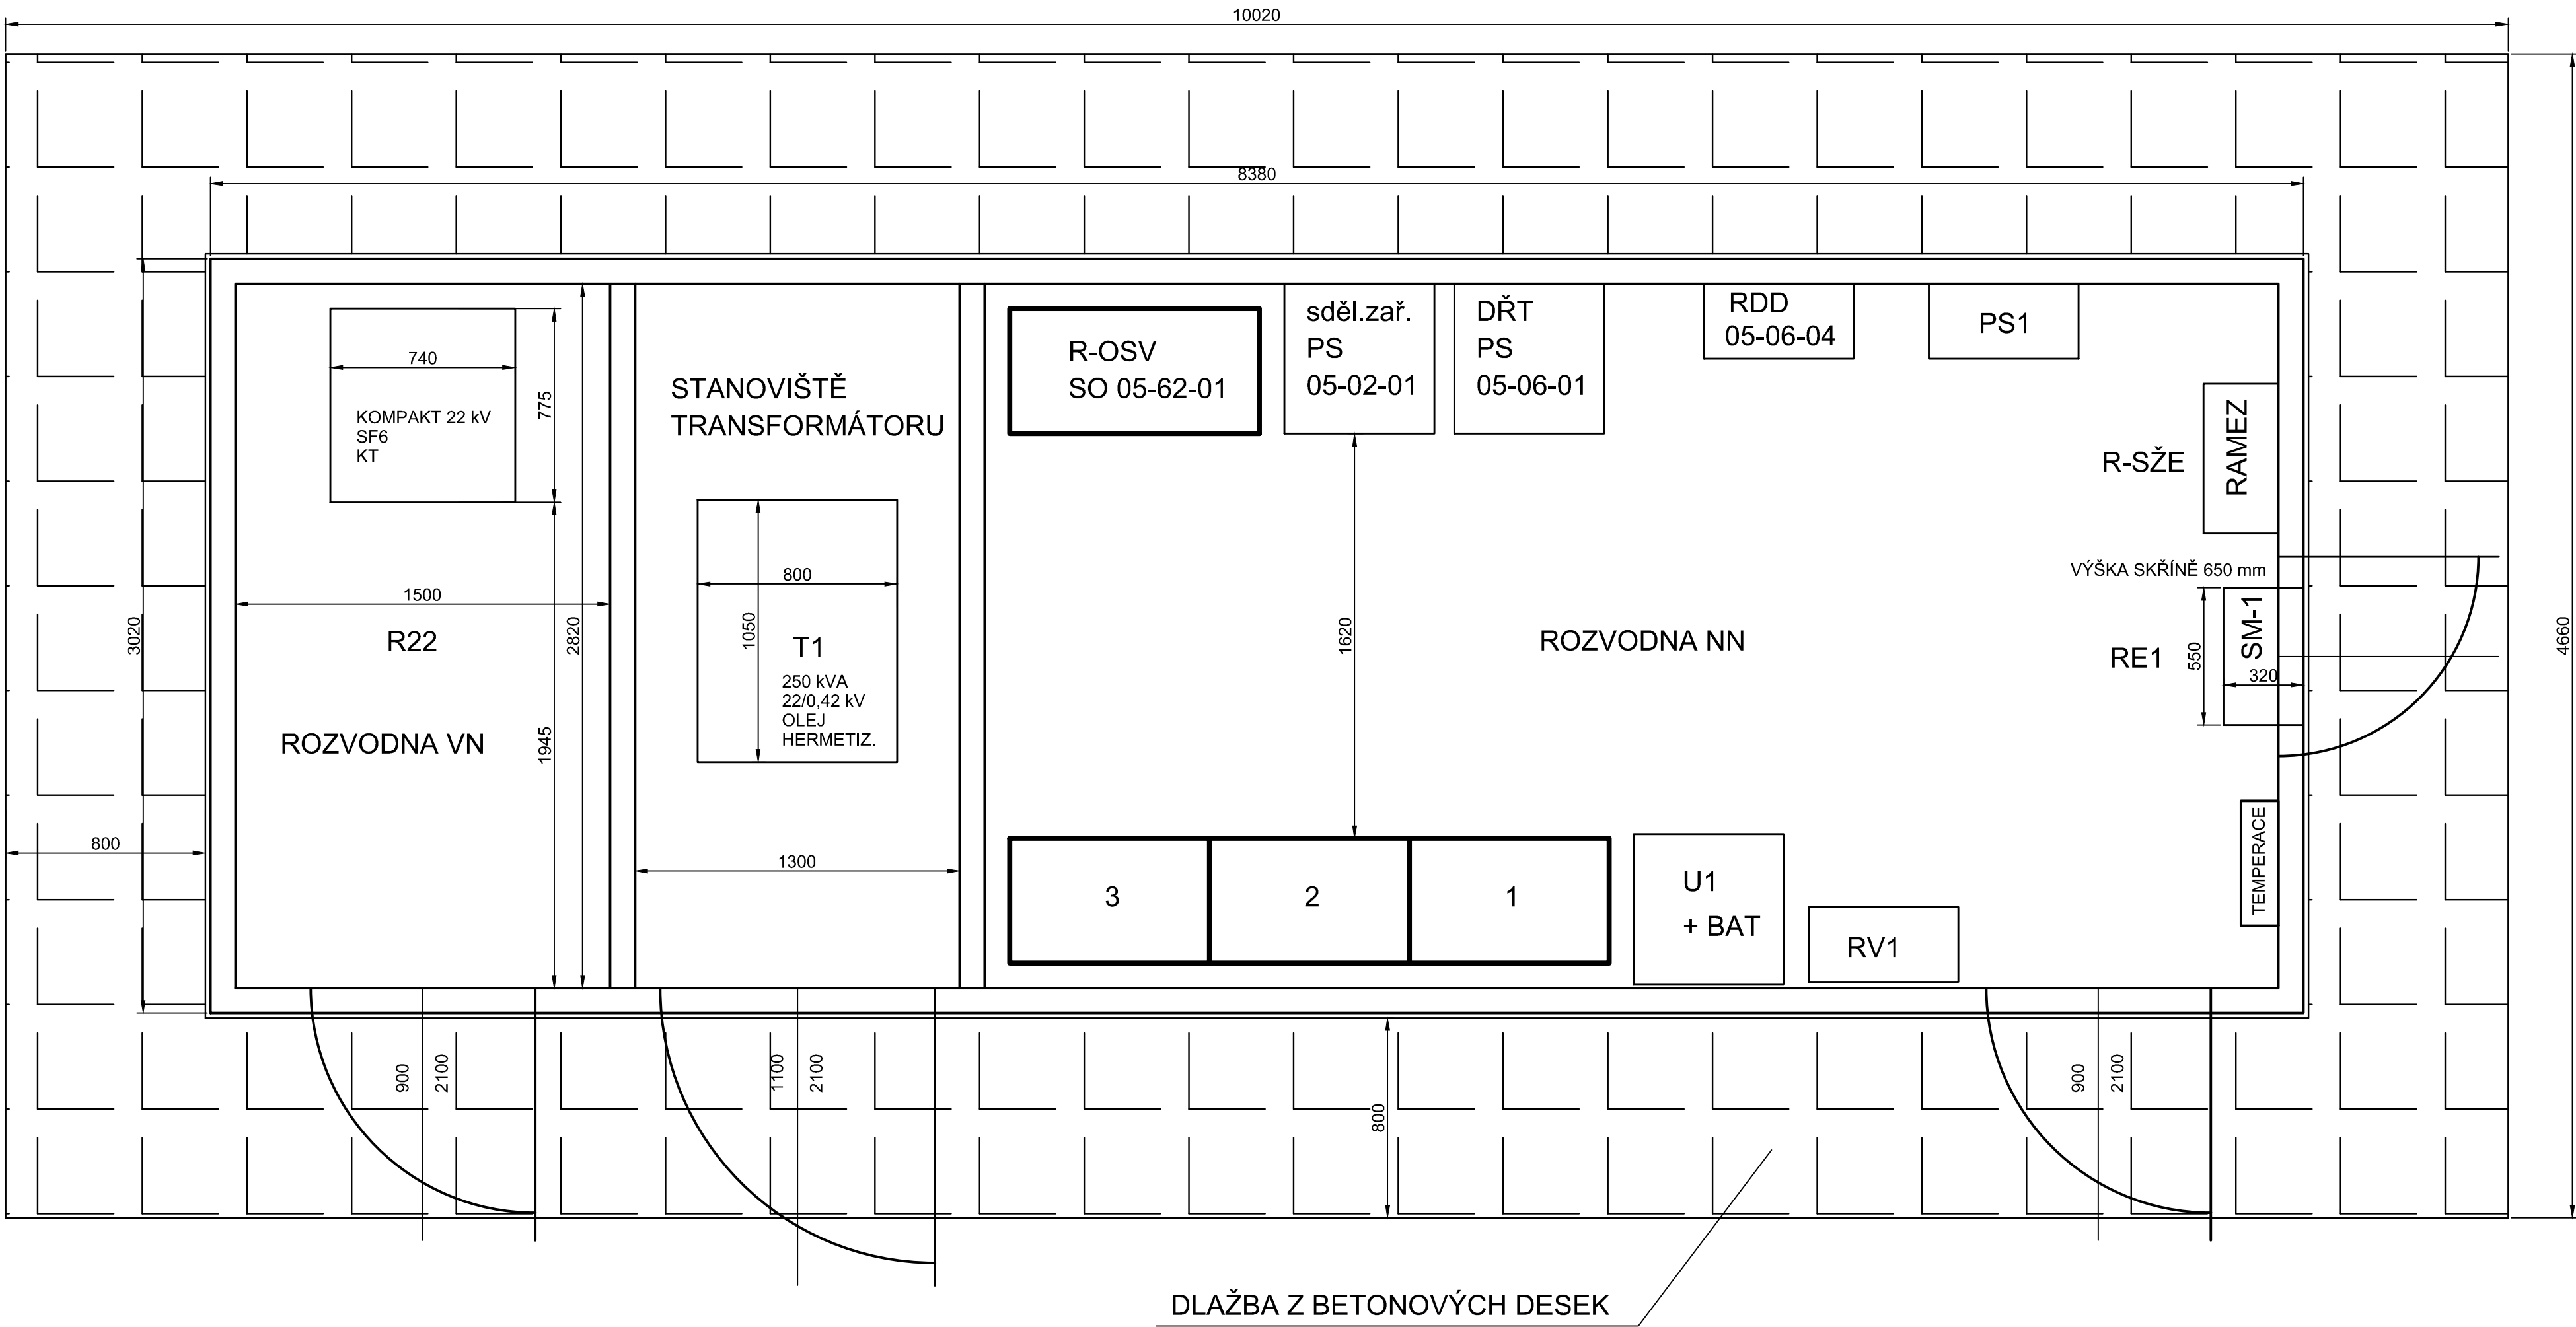 10020
8380
740
775
KOMPAKT 22 kV
SF6
KT
1500
R22
ROZVODNA VN
1945
2820
3020
800
STANOVIŠTĚ
TRANSFORMÁTORU
800
1050
T1
250 kVA
22/0,42 kV
OLEJ
HERMETIZ.
1300
R-OSV
SO 05-62-01
sděl.zař.
PS
05-02-01
DŘT
PS
05-06-01
RDD
05-06-04
PS1
1620
ROZVODNA NN
R-SŽE
RAMEZ
VÝŠKA SKŘÍNĚ 650 mm
RE1
550
SM-1
320
TEMPERACE
3
2
1
U1
+ BAT
RV1
4660
900
2100
1100
2100
800
900
2100
DLAŽBA Z BETONOVÝCH DESEK